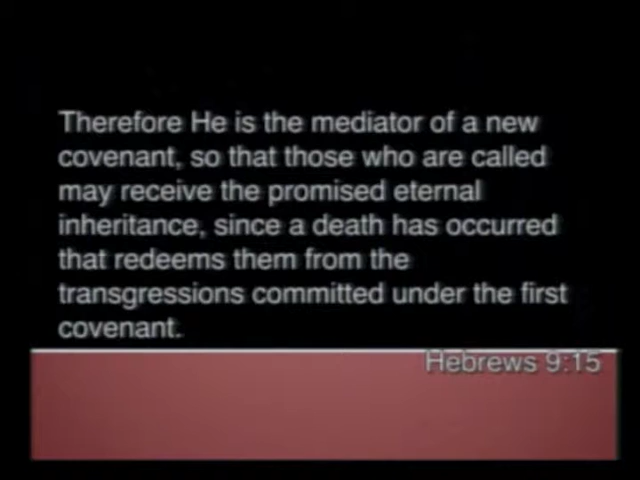 Therefore He is the mediator of a new
covenant, so that those who are called
may receive the promised eternal
inheritance, since a death has occurred
that redeems them from the
transgressions committed under the first
covenant.
Hebrews 9:15